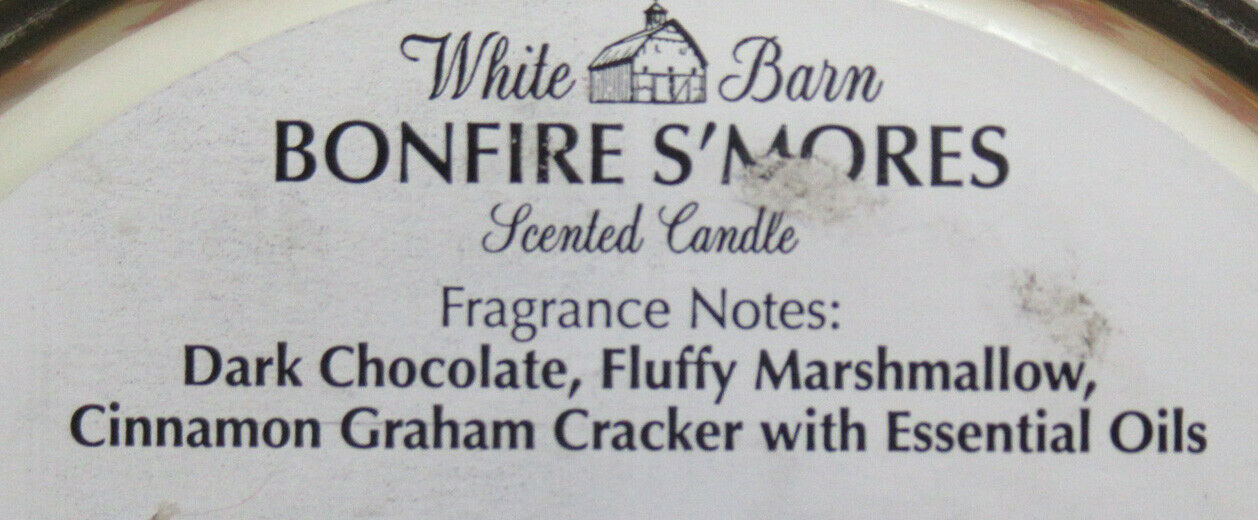 White Barn
BONFIRE S'MORES
Scented Candle
Fragrance Notes:
Dark Chocolate, Fluffy Marshmallow,
Cinnamon Graham Cracker with Essential Oils